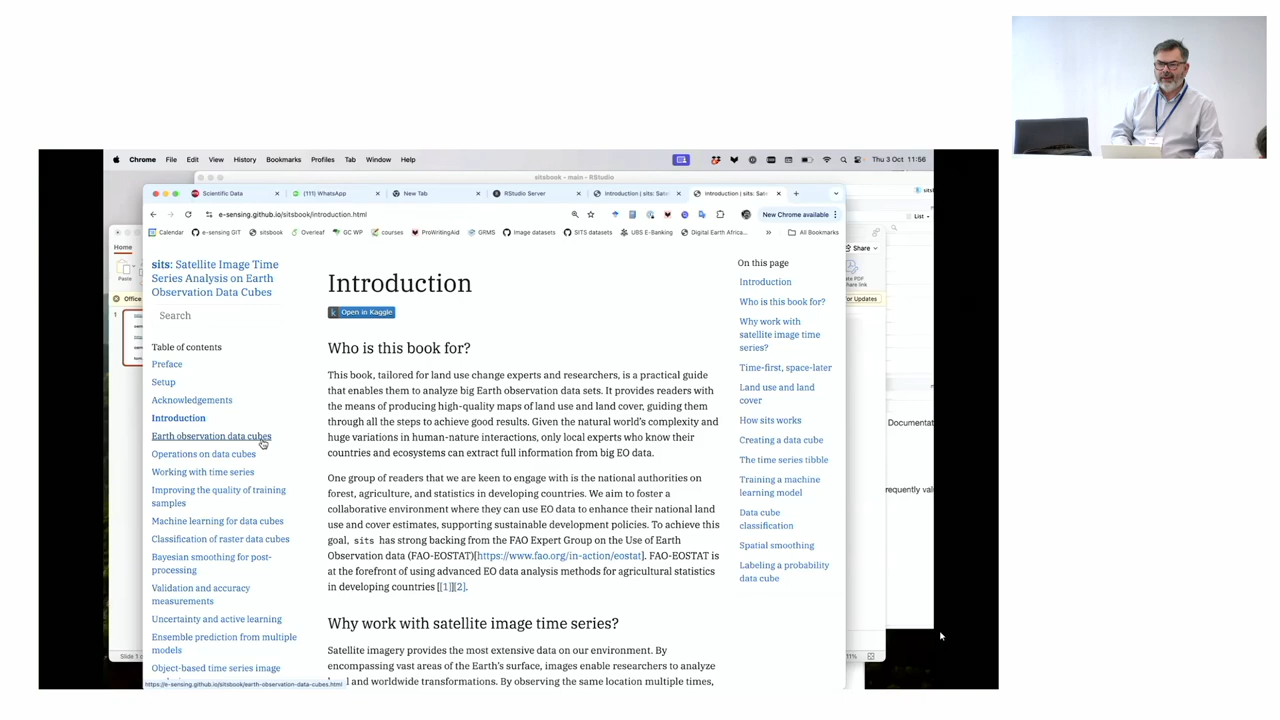 Chrome File Edit View History Bookmarks Profiles Tab Window Help
Thu 3 Oct 11:56
sitsbook - main - RStudio
Scientific Data
(111) WhatsApp
New Tab
RStudio Server
Introduction | sits: Sate
Introduction | sits: Sate
e-sensing.github.io/sitsbook/introduction.html
New Chrome available
List
Calendar
e-sensing GIT
sitsbook
Overleaf
GC WP
courses
ProWritingAid
GRMS
Image datasets
SITS datasets
UBS E-Banking
Digital Earth Africa...
All Bookmarks
Home
Share
Paste
Office
for Updates
1
sits: Satellite Image Time
Series Analysis on Earth
Observation Data Cubes
Search
Table of contents
Preface
Setup
Acknowledgements
Introduction
Earth observation data cubes
Operations on data cubes
Working with time series
Improving the quality of training
samples
Machine learning for data cubes
Classification of raster data cubes
Bayesian smoothing for post-
processing
Validation and accuracy
measurements
Uncertainty and active learning
Ensemble prediction from multiple
models
Object-based time series image
https://e-sensing.github.io/sitsbook/earth-observation-data-cubes.html
Introduction
Open in Kaggle
Who is this book for?
This book, tailored for land use change experts and researchers, is a practical guide
that enables them to analyze big Earth observation data sets. It provides readers with
the means of producing high-quality maps of land use and land cover, guiding them
through all the steps to achieve good results. Given the natural world's complexity and
huge variations in human-nature interactions, only local experts who know their
countries and ecosystems can extract full information from big EO data.
One group of readers that we are keen to engage with is the national authorities on
forest, agriculture, and statistics in developing countries. We aim to foster a
collaborative environment where they can use EO data to enhance their national land
use and cover estimates, supporting sustainable development policies. To achieve this
goal, sits has strong backing from the FAO Expert Group on the Use of Earth
Observation data (FAO-EOSTAT)[https://www.fao.org/in-action/eostat]. FAO-EOSTAT is
at the forefront of using advanced EO data analysis methods for agricultural statistics
in developing countries [[1]][2].
Why work with satellite image time series?
Satellite imagery provides the most extensive data on our environment. By
encompassing vast areas of the Earth's surface, images enable researchers to analyze
and worldwide transformations. By observing the same location multiple times,
On this page
Introduction
Who is this book for?
Why work with
satellite image time
series?
Time-first, space-later
Land use and land
cover
How sits works
Creating a data cube
The time series tibble
Training a machine
learning model
Data cube
classification
Spatial smoothing
Labeling a probability
data cube
Documentat
requently val
Slide 1
11%